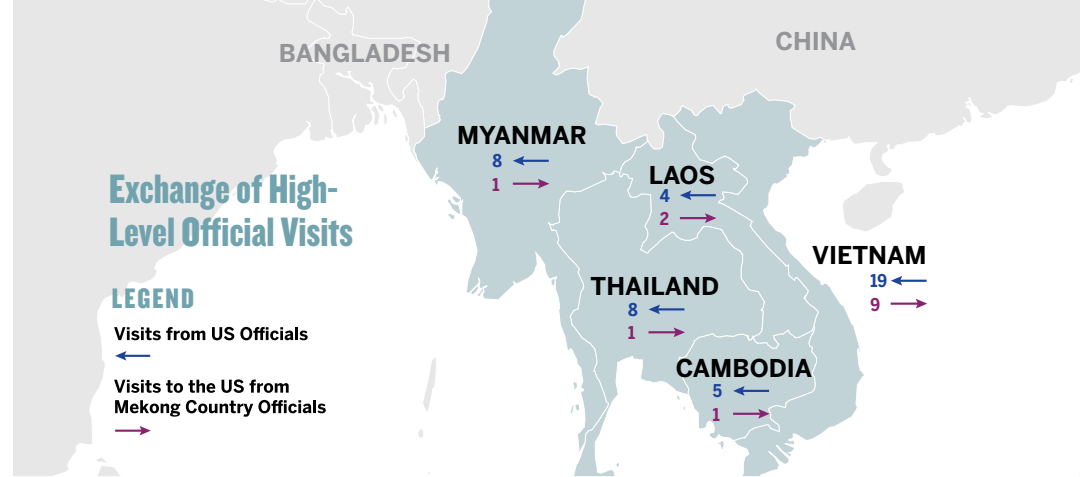 BANGLADESH
CHINA
MYANMAR
8
1
LAOS
4
2
Exchange of High-
Level Official Visits
VIETNAM
19
9
THAILAND
8
1
LEGEND
Visits from US Officials
Visits to the US from
Mekong Country Officials
CAMBODIA
5
1